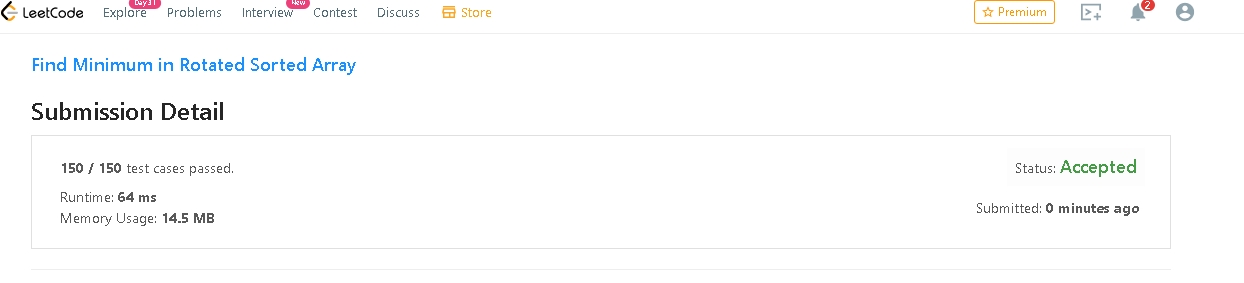 LeetCode Explore Day 31 Problems Interview New Contest Discuss Store Premium 2
Find Minimum in Rotated Sorted Array
Submission Detail
150 / 150 test cases passed.
Status: Accepted
Runtime: 64 ms
Submitted: 0 minutes ago
Memory Usage: 14.5 MB